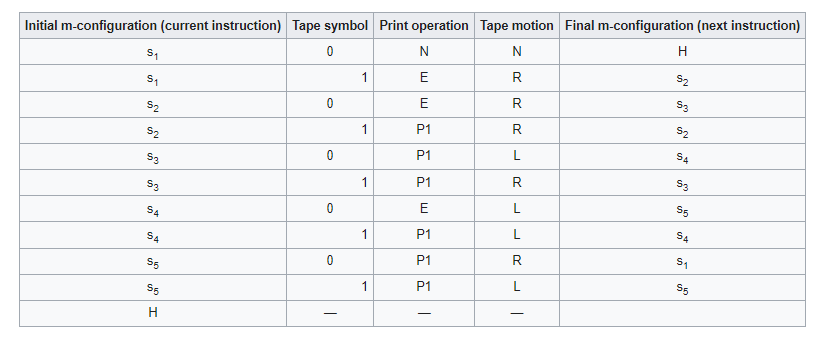 Initial m-configuration (current instruction) Tape symbol Print operation Tape motion Final m-configuration (next instruction)
s₁ 0 N N H
s₁ 1 E R s₂
s₂ 0 E R s₃
s₂ 1 P1 R s₂
s₃ 0 P1 L s₄
s₃ 1 P1 R s₃
s₄ 0 E L s₅
s₄ 1 P1 L s₄
s₅ 0 P1 R s₁
s₅ 1 P1 L s₅
H — — —